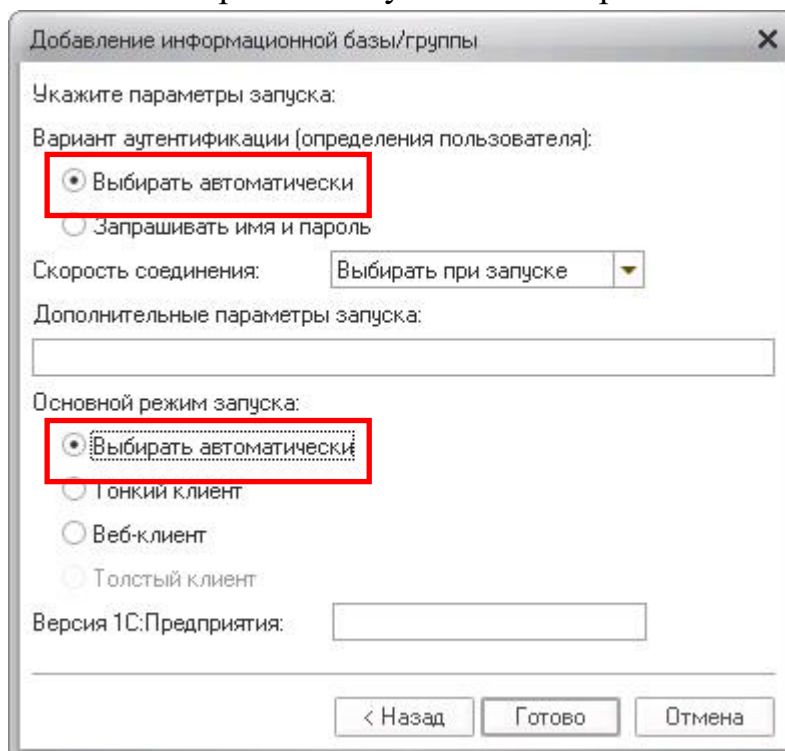 Добавление информационной базы/группы
Укажите параметры запуска:
Вариант аутентификации (определения пользователя):
Выбирать автоматически
Запрашивать имя и пароль
Скорость соединения: Выбирать при запуске
Дополнительные параметры запуска:
Основной режим запуска:
Выбирать автоматически
Тонкий клиент
Веб-клиент
Толстый клиент
Версия 1С:Предприятия:
< Назад Готово Отмена